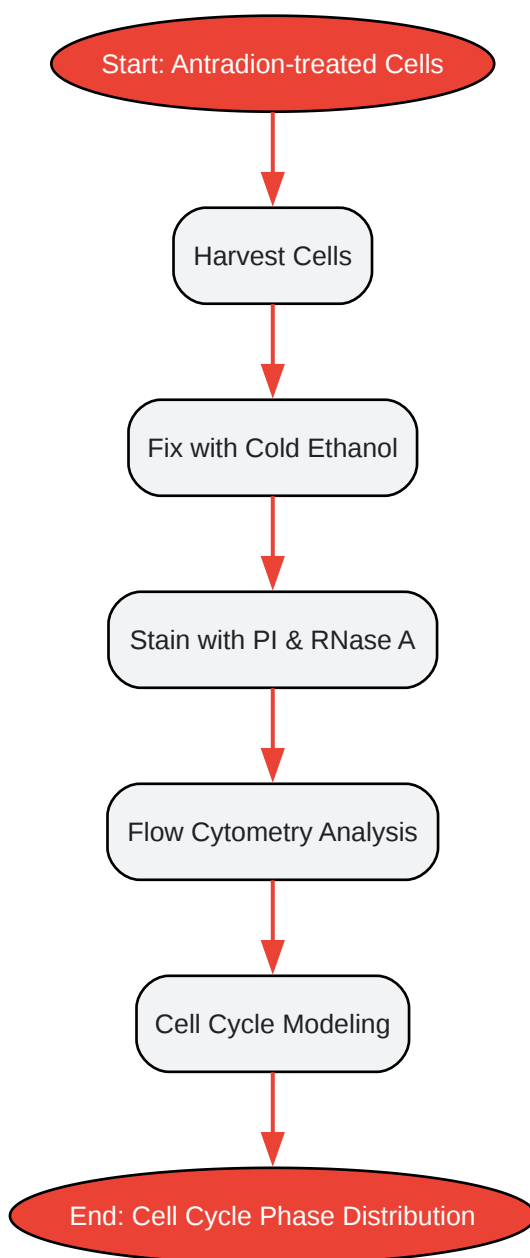 Start: Antradion-treated Cells
Harvest Cells
Fix with Cold Ethanol
Stain with PI & RNase A
Flow Cytometry Analysis
Cell Cycle Modeling
End: Cell Cycle Phase Distribution